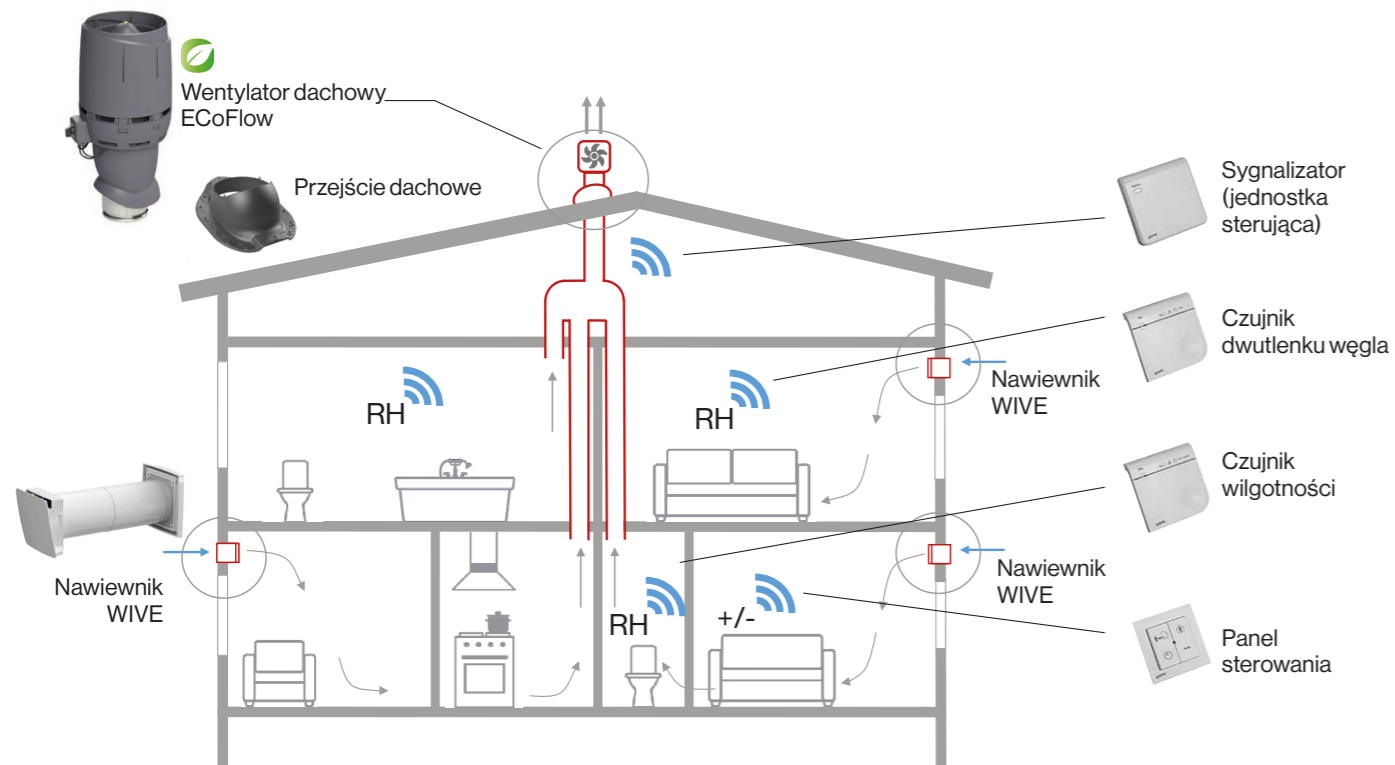 Wentylator dachowy
ECoFlow
Przejście dachowe
Sygnalizator
(jednostka
sterująca)
Czujnik
dwutlenku węgla
Nawiewnik
WIVE
RH
RH
Czujnik
wilgotności
Nawiewnik
WIVE
Nawiewnik
WIVE
RH
+/-
Panel
sterowania